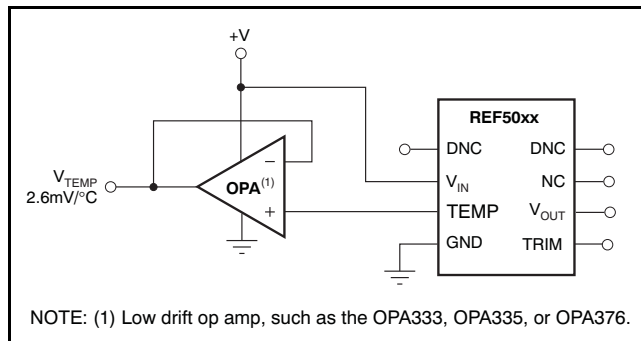 +V
REF50xx
DNC DNC
V_TEMP
2.6mV/°C
OPA(1)
−
+
V_IN NC
TEMP V_OUT
GND TRIM
NOTE: (1) Low drift op amp, such as the OPA333, OPA335, or OPA376.